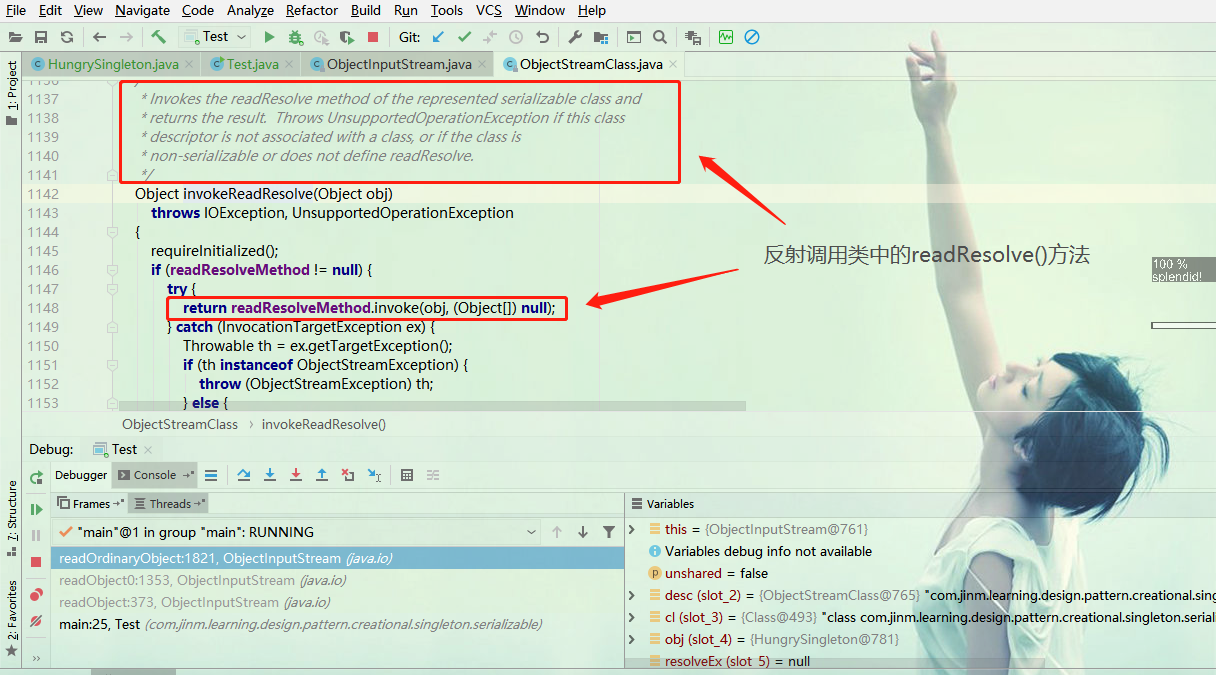 File Edit View Navigate Code Analyze Refactor Build Run Tools VCS Window Help
Test Git:
HungrySingleton.java Test.java ObjectInputStream.java ObjectStreamClass.java
1: Project
1137 * Invokes the readResolve method of the represented serializable class and
1138 * returns the result. Throws UnsupportedOperationException if this class
1139 * descriptor is not associated with a class, or if the class is
1140 * non-serializable or does not define readResolve.
1141 */
1142 Object invokeReadResolve(Object obj)
1143 throws IOException, UnsupportedOperationException
1144 {
1145 requireInitialized();
1146 if (readResolveMethod != null) {
1147 try {
1148 return readResolveMethod.invoke(obj, (Object[]) null);
1149 } catch (InvocationTargetException ex) {
1150 Throwable th = ex.getTargetException();
1151 if (th instanceof ObjectStreamException) {
1152 throw (ObjectStreamException) th;
1153 } else {
反射调用类中的readResolve()方法
100 %
splendid!
ObjectStreamClass › invokeReadResolve()
Debug: Test
Debugger Console
Frames Threads
"main"@1 in group "main": RUNNING
readOrdinaryObject:1821, ObjectInputStream (java.io)
readObject0:1353, ObjectInputStream (java.io)
readObject:373, ObjectInputStream (java.io)
main:25, Test (com.jinm.learning.design.pattern.creational.singleton.serializable)
Variables
this = {ObjectInputStream@761}
Variables debug info not available
unshared = false
desc (slot_2) = {ObjectStreamClass@765} "com.jinm.learning.design.pattern.creational.sing
cl (slot_3) = {Class@493} "class com.jinm.learning.design.pattern.creational.singleton.seriali
obj (slot_4) = {HungrySingleton@781}
resolveEx (slot_5) = null
7: Structure
2: Favorites